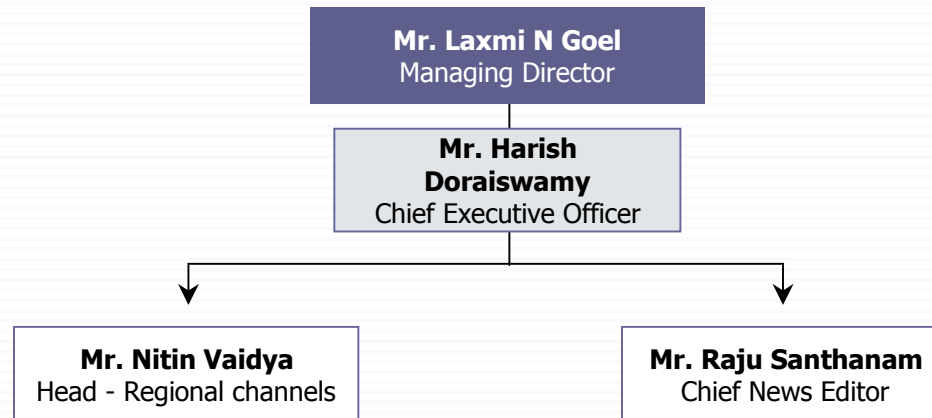 Mr. Laxmi N Goel
Managing Director
Mr. Harish
Doraiswamy
Chief Executive Officer
Mr. Nitin Vaidya
Head - Regional channels
Mr. Raju Santhanam
Chief News Editor